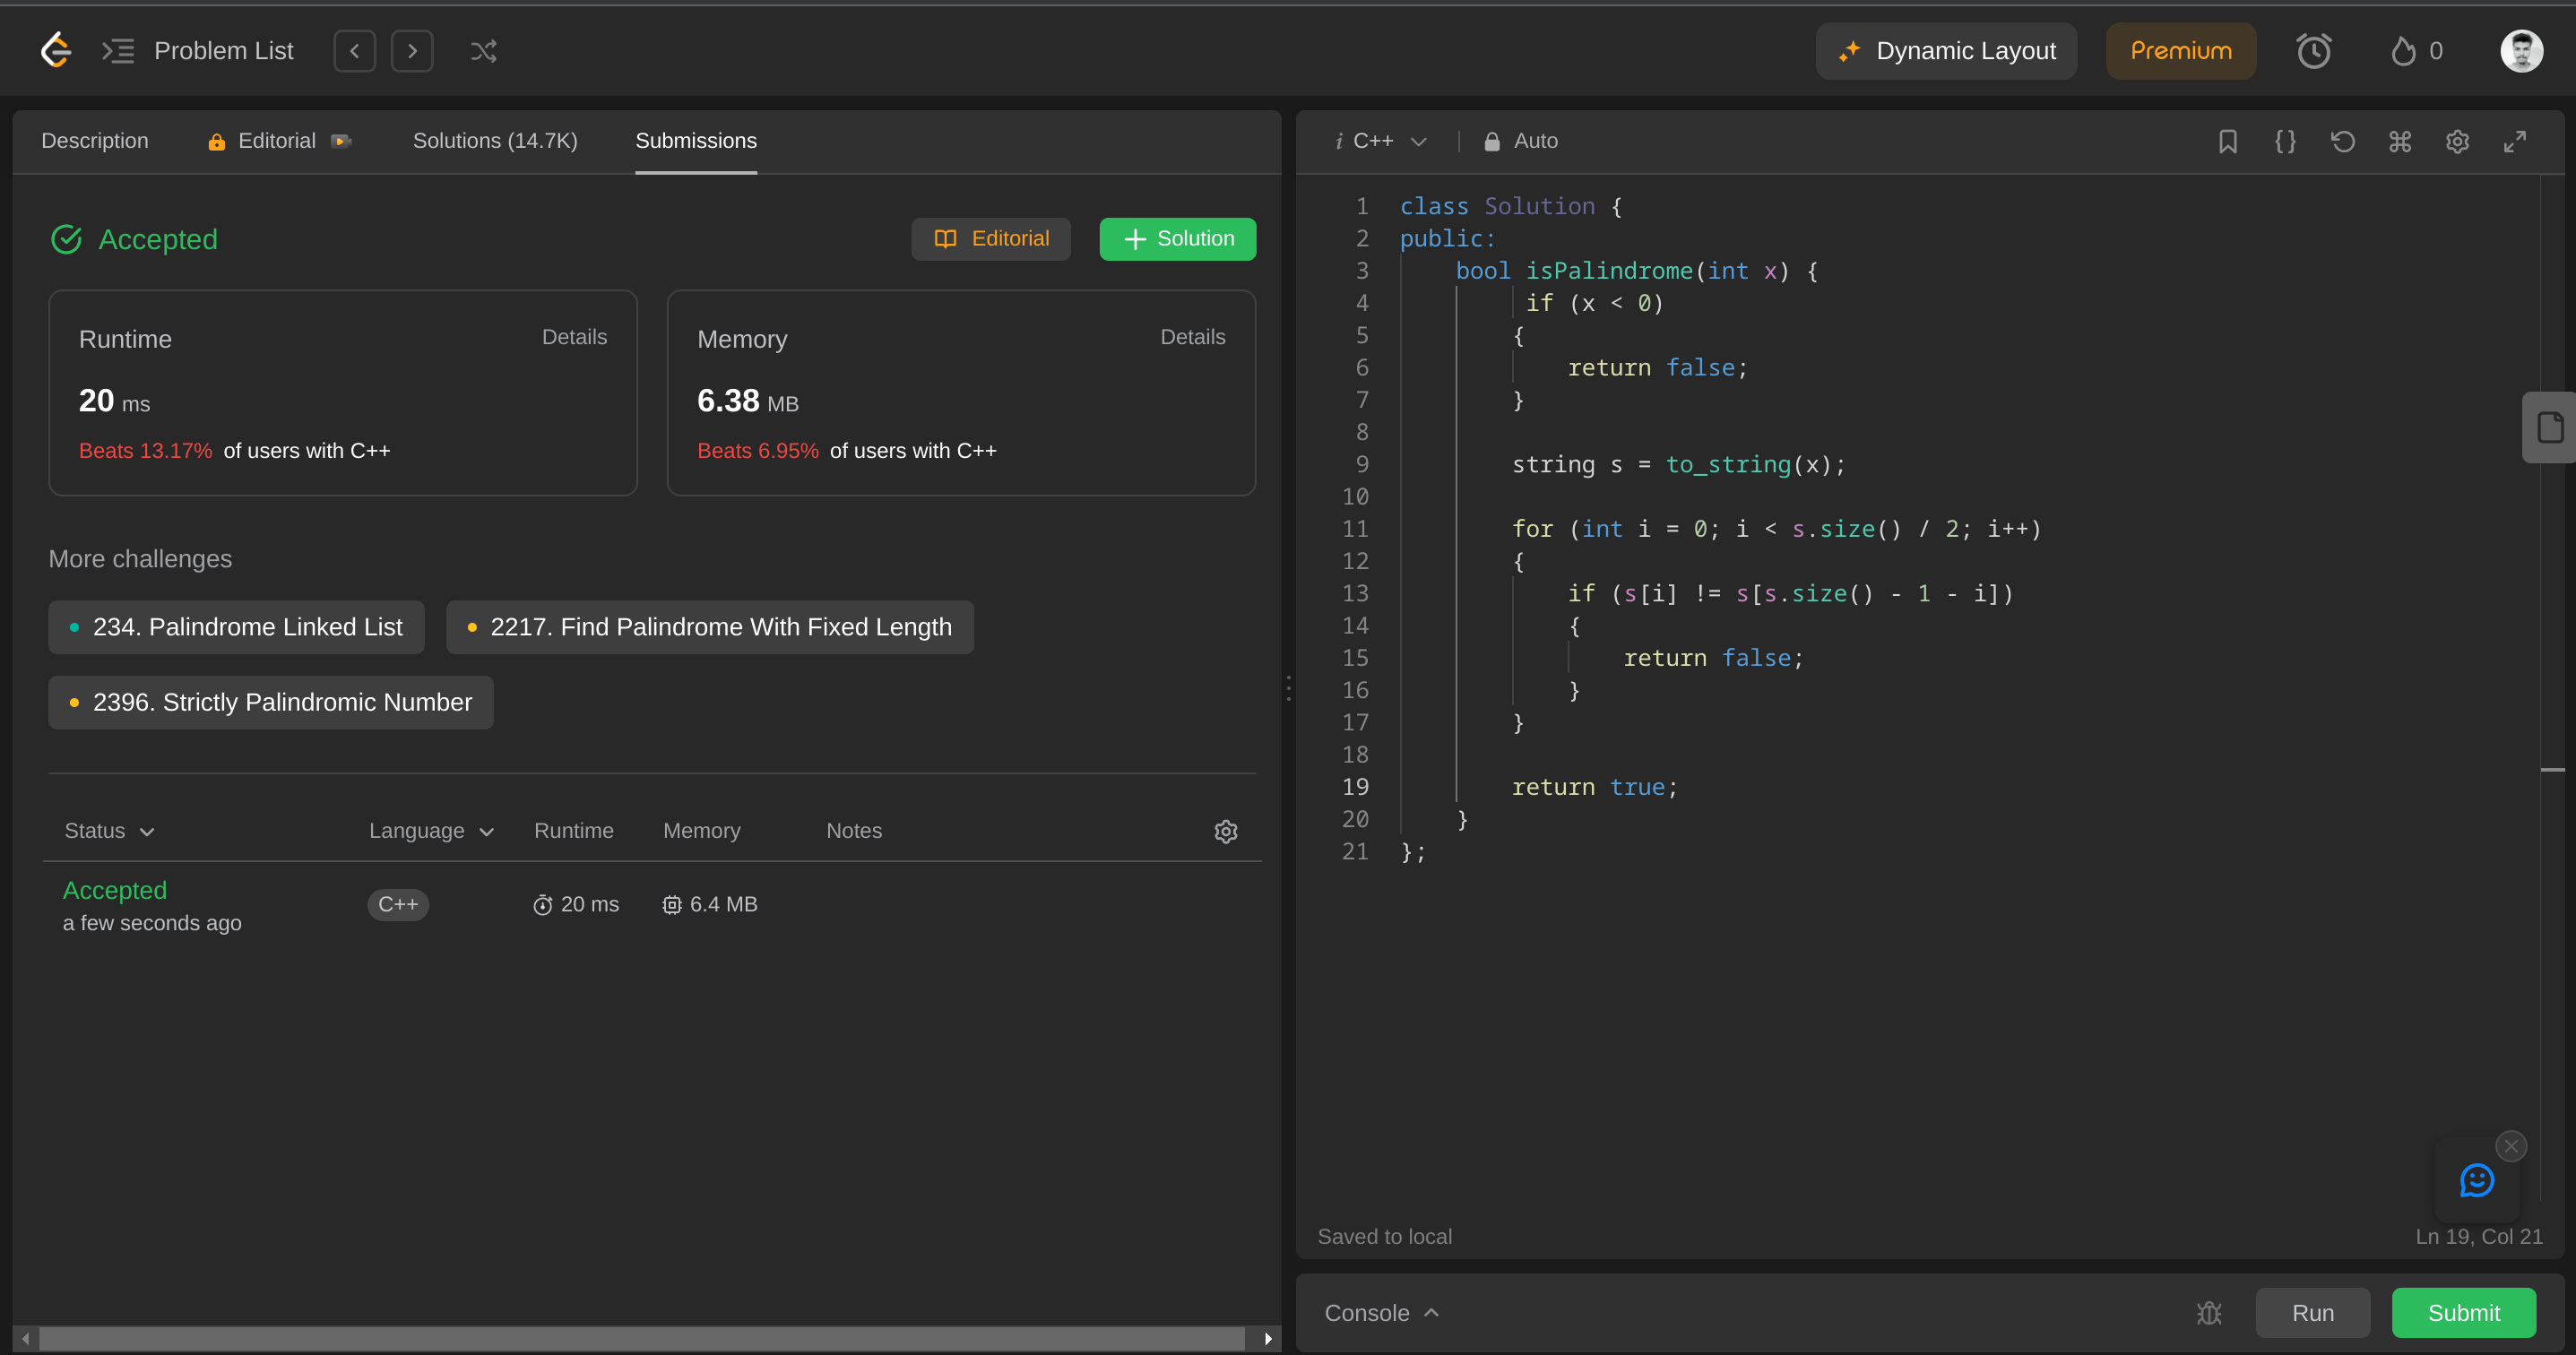 Problem List
Dynamic Layout
Premium
0
Description
Editorial
Solutions (14.7K)
Submissions
Accepted
Editorial
Solution
Runtime
Details
20 ms
Beats 13.17% of users with C++
Memory
Details
6.38 MB
Beats 6.95% of users with C++
More challenges
234. Palindrome Linked List
2217. Find Palindrome With Fixed Length
2396. Strictly Palindromic Number
Status Language Runtime Memory Notes
Accepted
a few seconds ago
C++
20 ms
6.4 MB
i C++
Auto
1 class Solution {
2 public:
3     bool isPalindrome(int x) {
4          if (x < 0)
5         {
6             return false;
7         }
8
9         string s = to_string(x);
10
11         for (int i = 0; i < s.size() / 2; i++)
12         {
13             if (s[i] != s[s.size() - 1 - i])
14             {
15                 return false;
16             }
17         }
18
19         return true;
20     }
21 };
Saved to local
Ln 19, Col 21
Console
Run
Submit